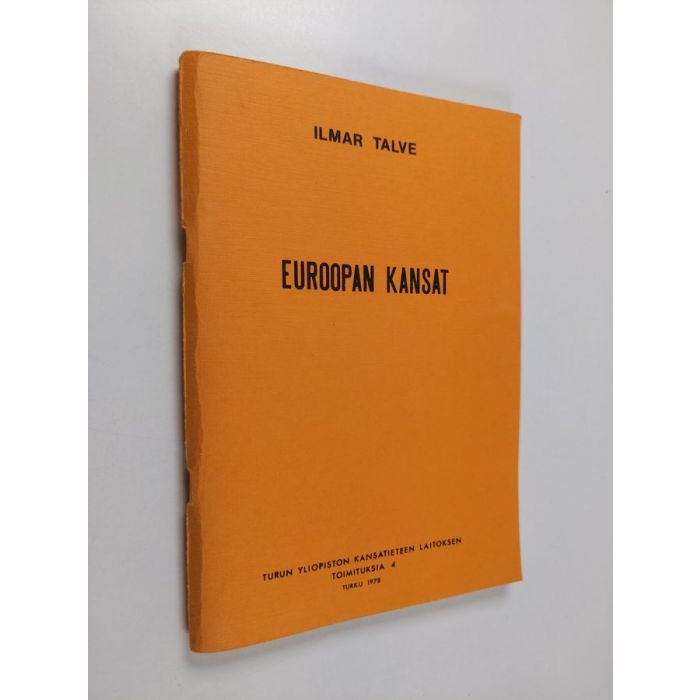 ILMAR TALVE
EUROOPAN KANSAT
TURUN YLIOPISTON KANSATIETEEN LAITOKSEN
TOIMITUKSIA 4
TURKU 1978